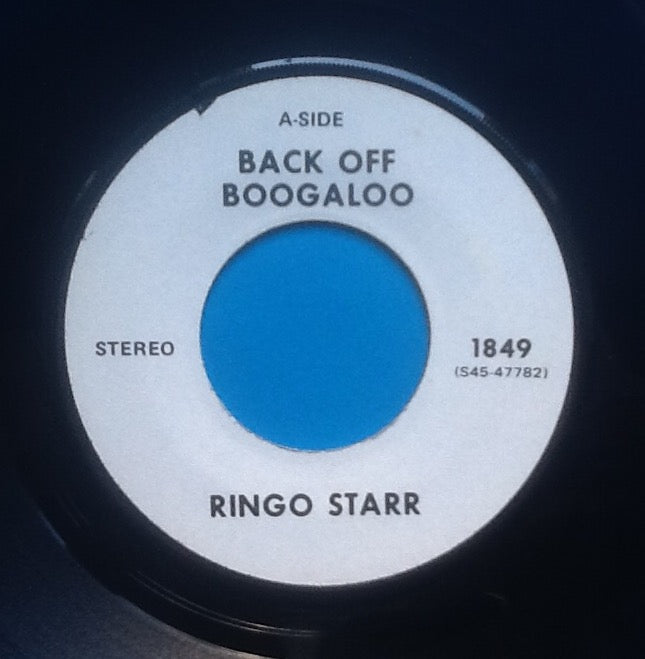 A-SIDE
BACK OFF
BOOGALOO
STEREO
1849
(S45-47782)
RINGO STARR